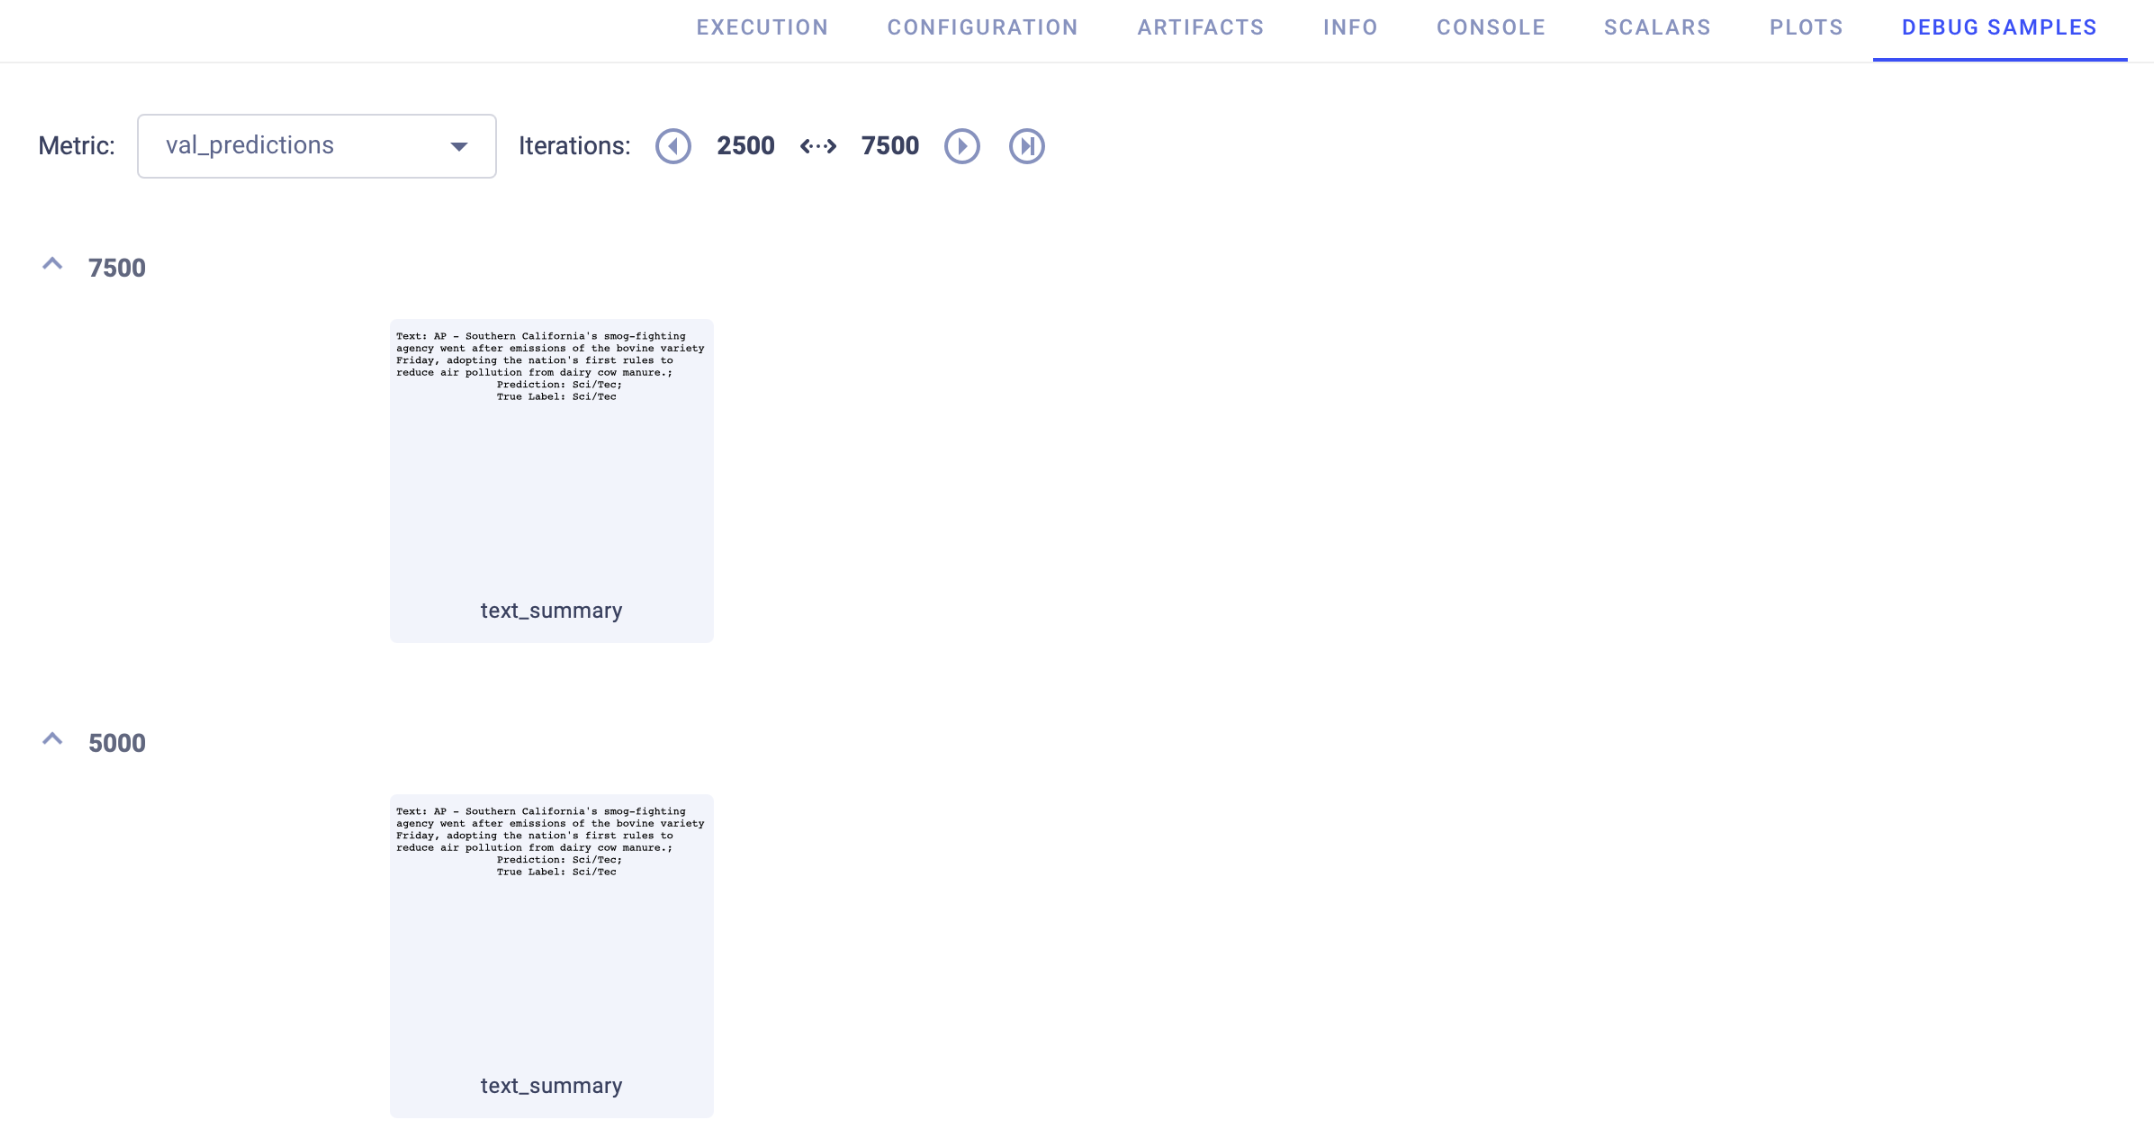 EXECUTION CONFIGURATION ARTIFACTS INFO CONSOLE SCALARS PLOTS DEBUG SAMPLES
Metric: val_predictions Iterations: 2500 7500
7500
Text: AP - Southern California's smog-fighting
agency went after emissions of the bovine variety
Friday, adopting the nation's first rules to
reduce air pollution from dairy cow manure.;
Prediction: Sci/Tec;
True Label: Sci/Tec
text_summary
5000
Text: AP - Southern California's smog-fighting
agency went after emissions of the bovine variety
Friday, adopting the nation's first rules to
reduce air pollution from dairy cow manure.;
Prediction: Sci/Tec;
True Label: Sci/Tec
text_summary